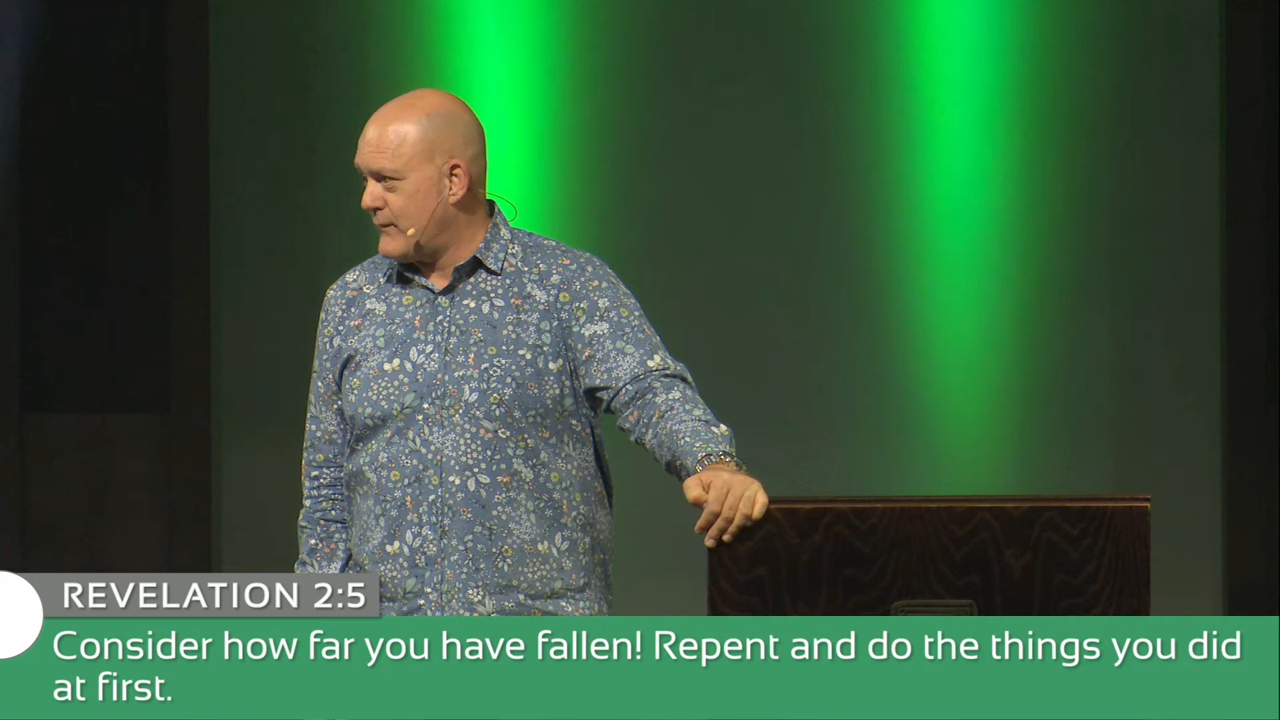 REVELATION 2:5
Consider how far you have fallen! Repent and do the things you did
at first.